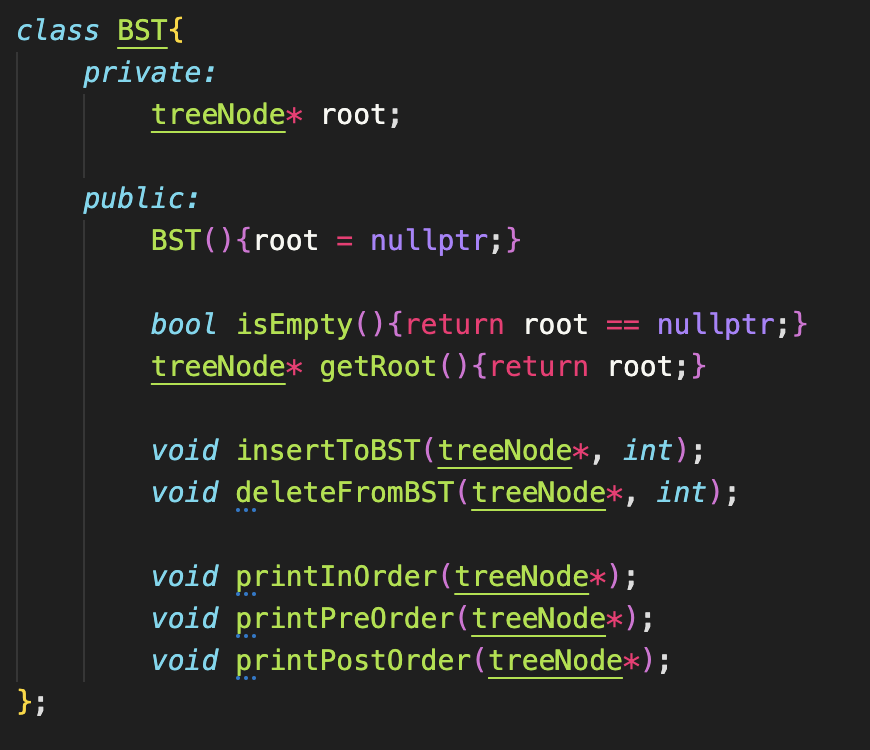 class BST{
    private:
        treeNode* root;

    public:
        BST(){root = nullptr;}

        bool isEmpty(){return root == nullptr;}
        treeNode* getRoot(){return root;}

        void insertToBST(treeNode*, int);
        void deleteFromBST(treeNode*, int);

        void printInOrder(treeNode*);
        void printPreOrder(treeNode*);
        void printPostOrder(treeNode*);
};